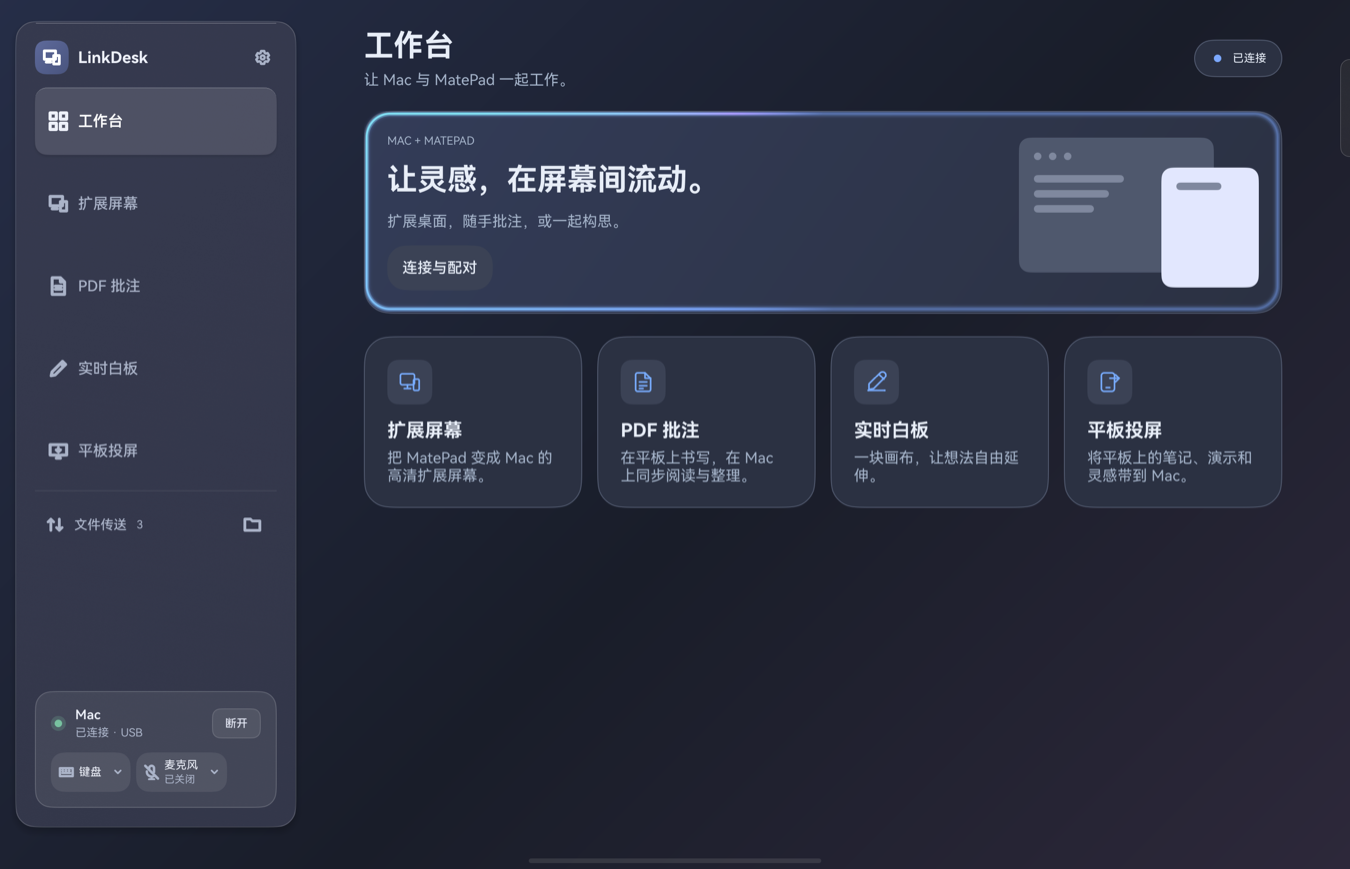 LinkDesk
工作台
扩展屏幕
PDF 批注
实时白板
平板投屏
文件传送 3
Mac
已连接 · USB
断开
键盘
麦克风
已关闭
工作台
让 Mac 与 MatePad 一起工作。
已连接
MAC + MATEPAD
让灵感，在屏幕间流动。
扩展桌面，随手批注，或一起构思。
连接与配对
扩展屏幕
把 MatePad 变成 Mac 的
高清扩展屏幕。
PDF 批注
在平板上书写，在 Mac
上同步阅读与整理。
实时白板
一块画布，让想法自由延
伸。
平板投屏
将平板上的笔记、演示和
灵感带到 Mac。